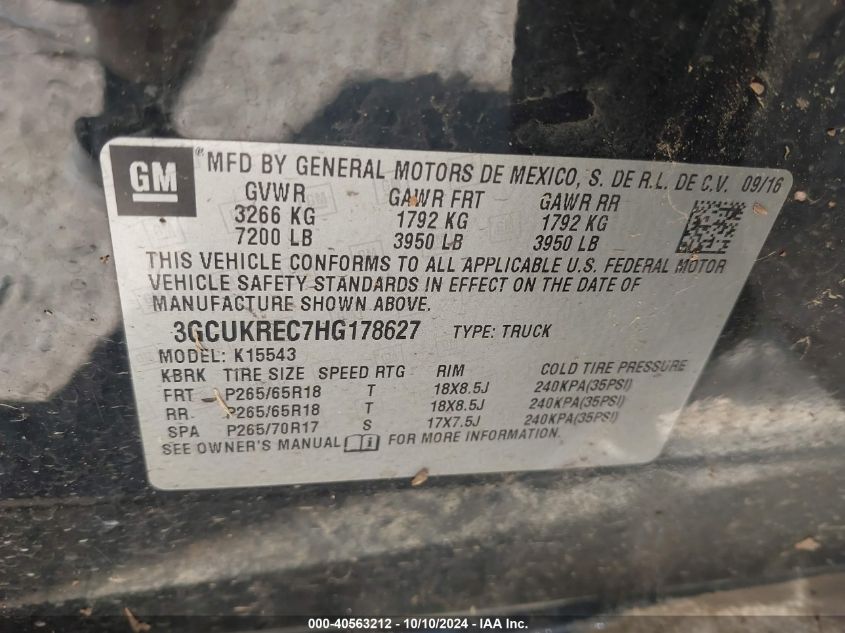 GM ® MFD BY GENERAL MOTORS DE MEXICO, S. DE R.L. DE C.V. 09/16
GVWR GAWR FRT GAWR RR
3266 KG 1792 KG 1792 KG
7200 LB 3950 LB 3950 LB
THIS VEHICLE CONFORMS TO ALL APPLICABLE U.S. FEDERAL MOTOR
VEHICLE SAFETY STANDARDS IN EFFECT ON THE DATE OF
MANUFACTURE SHOWN ABOVE.
3GCUKREC7HG178627 TYPE: TRUCK
MODEL: K15543
KBRK TIRE SIZE SPEED RTG RIM COLD TIRE PRESSURE
FRT P265/65R18 T 18X8.5J 240KPA(35PSI)
RR. P265/65R18 T 18X8.5J 240KPA(35PSI)
SPA P265/70R17 S 17X7.5J 240KPA(35PSI)
SEE OWNER'S MANUAL FOR MORE INFORMATION.
000-40563212 - 10/10/2024 - IAA Inc.